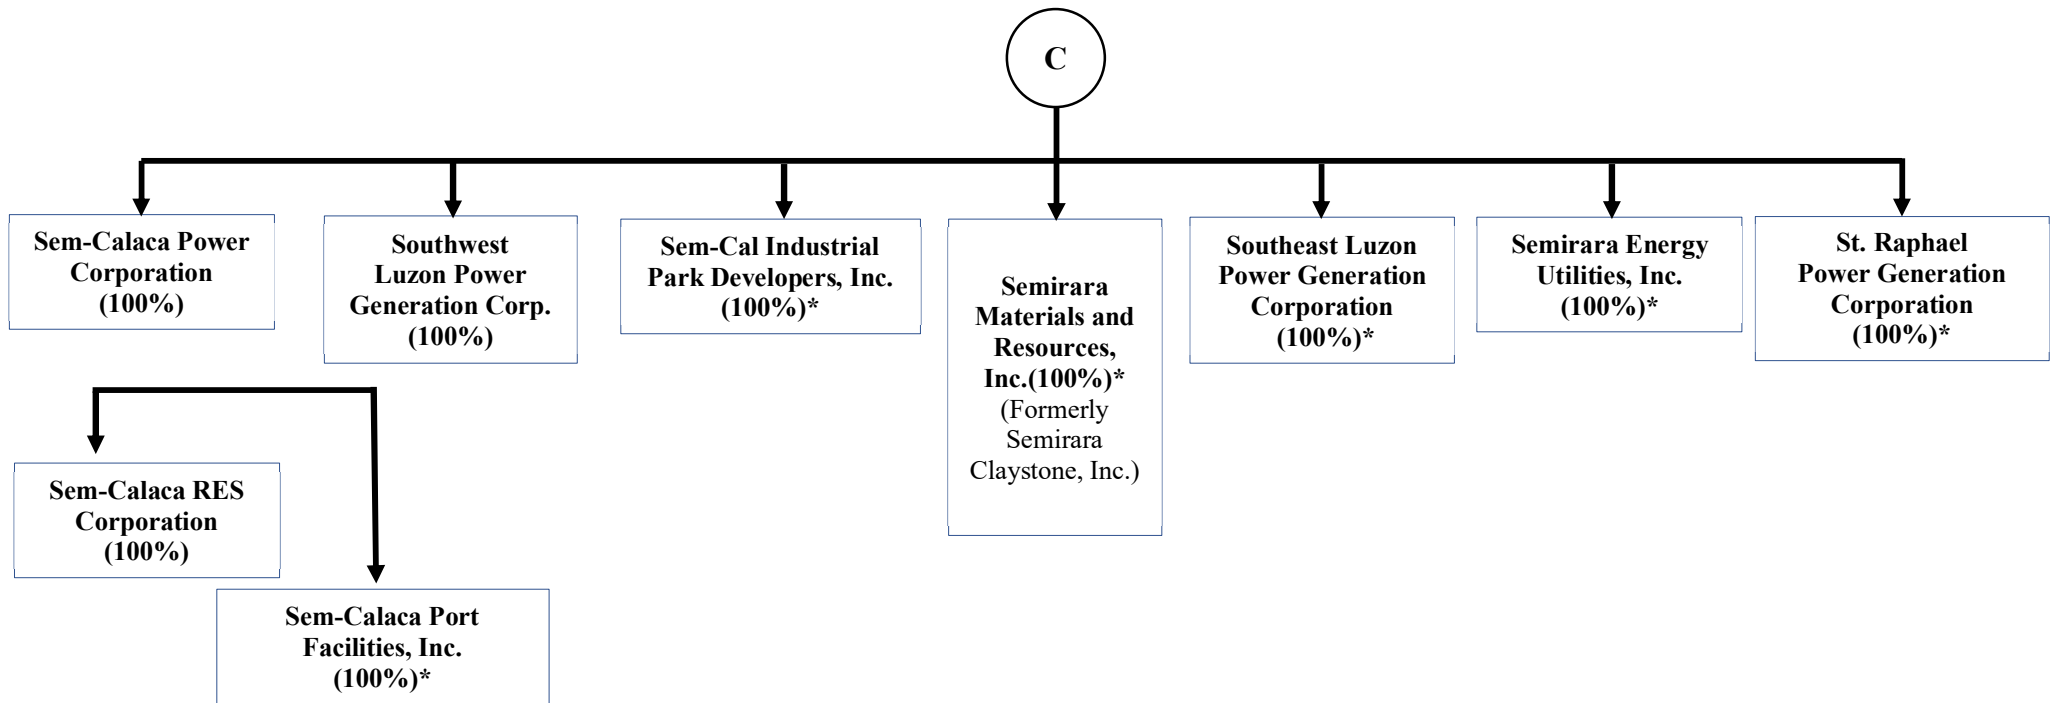 C
Sem-Calaca Power
Corporation
(100%)
Southwest
Luzon Power
Generation Corp.
(100%)
Sem-Cal Industrial
Park Developers, Inc.
(100%)*
Semirara
Materials and
Resources,
Inc.(100%)*
(Formerly
Semirara
Claystone, Inc.)
Southeast Luzon
Power Generation
Corporation
(100%)*
Semirara Energy
Utilities, Inc.
(100%)*
St. Raphael
Power Generation
Corporation
(100%)*
Sem-Calaca RES
Corporation
(100%)
Sem-Calaca Port
Facilities, Inc.
(100%)*